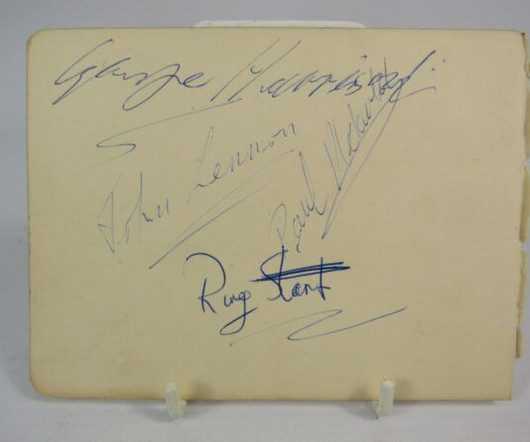 George Harrison
John Lennon
Paul McCartney
Ringo Starr